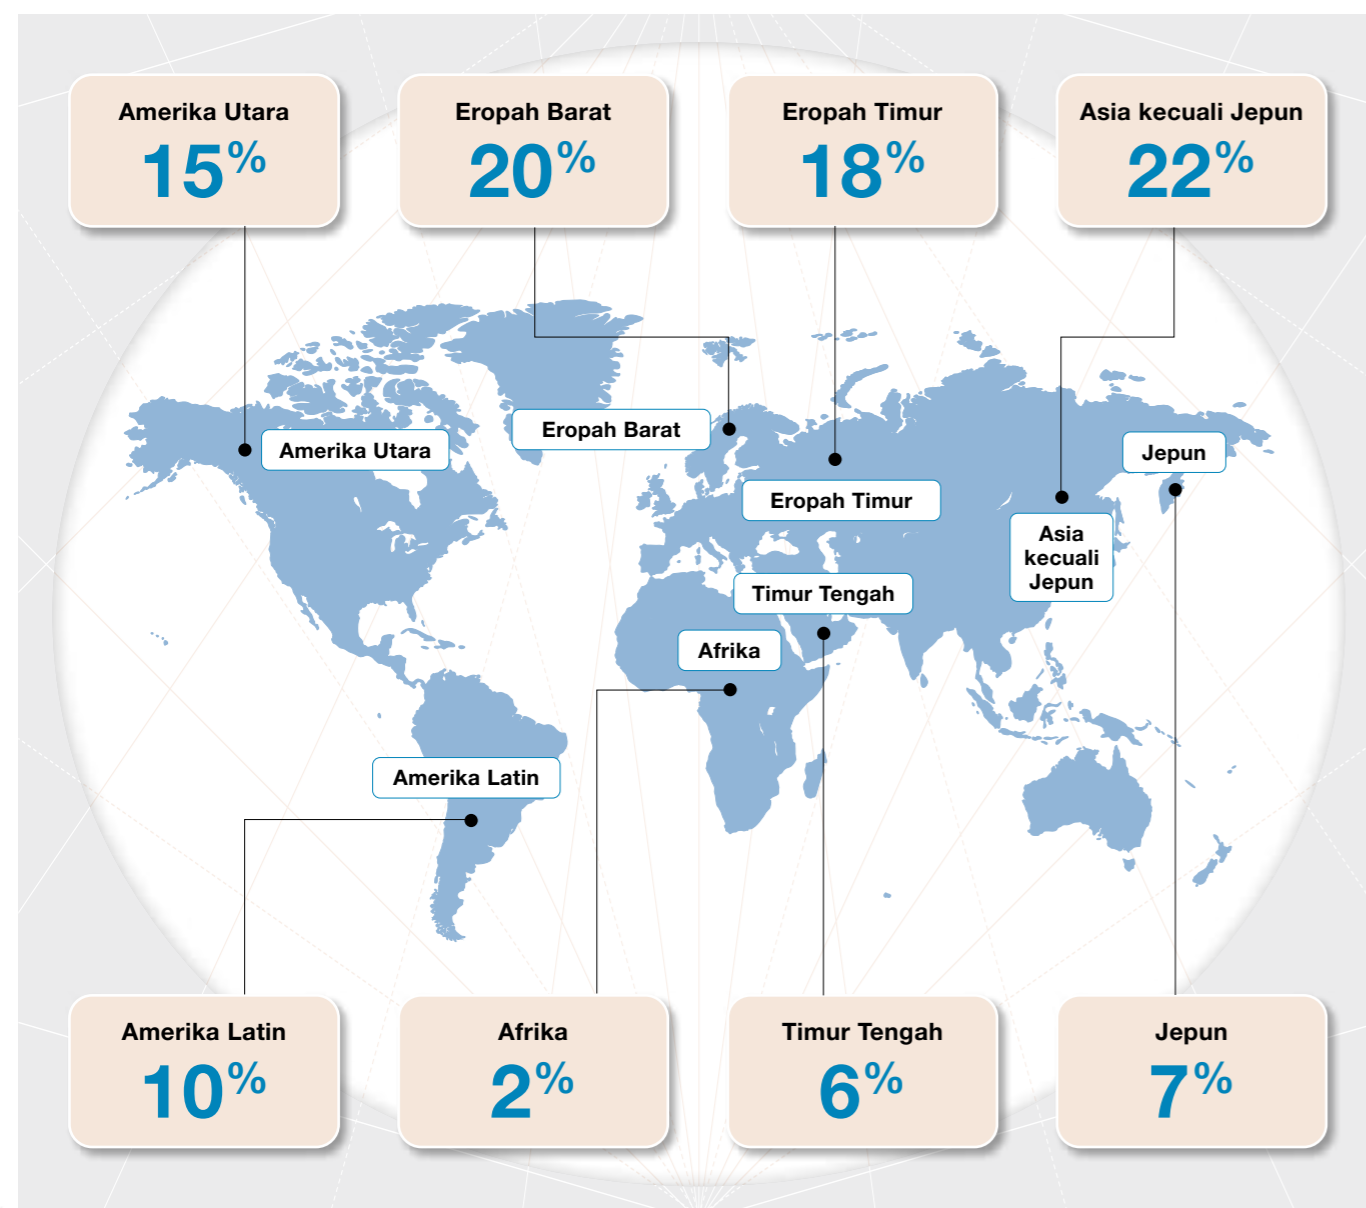 Amerika Utara
15%
Eropah Barat
20%
Eropah Timur
18%
Asia kecuali Jepun
22%
Amerika Utara
Eropah Barat
Eropah Timur
Jepun
Asia
kecuali
Jepun
Timur Tengah
Afrika
Amerika Latin
Amerika Latin
10%
Afrika
2%
Timur Tengah
6%
Jepun
7%